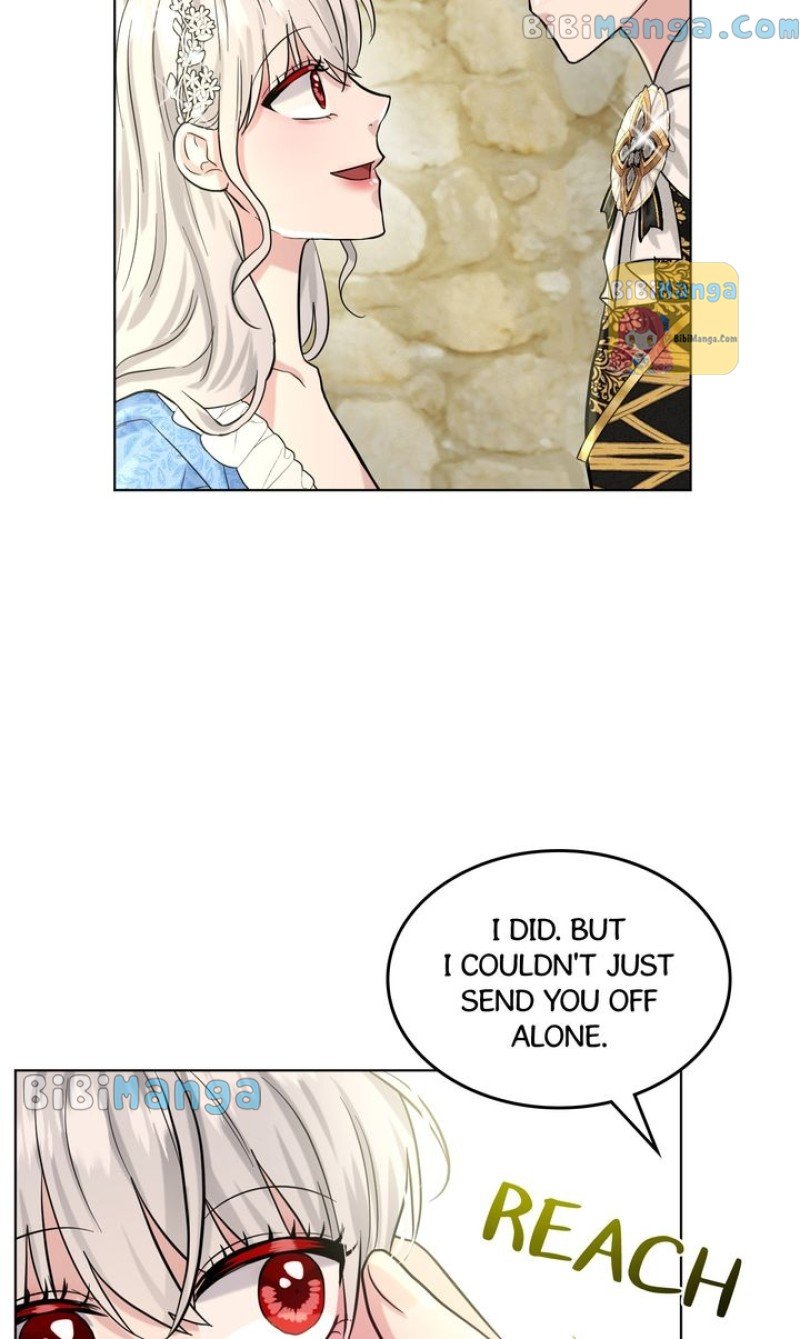 BiBiManga.Com
BiBiManga
BibiManga.Com
I DID. BUT
I COULDN'T JUST
SEND YOU OFF
ALONE.
BiBiManga
REACH